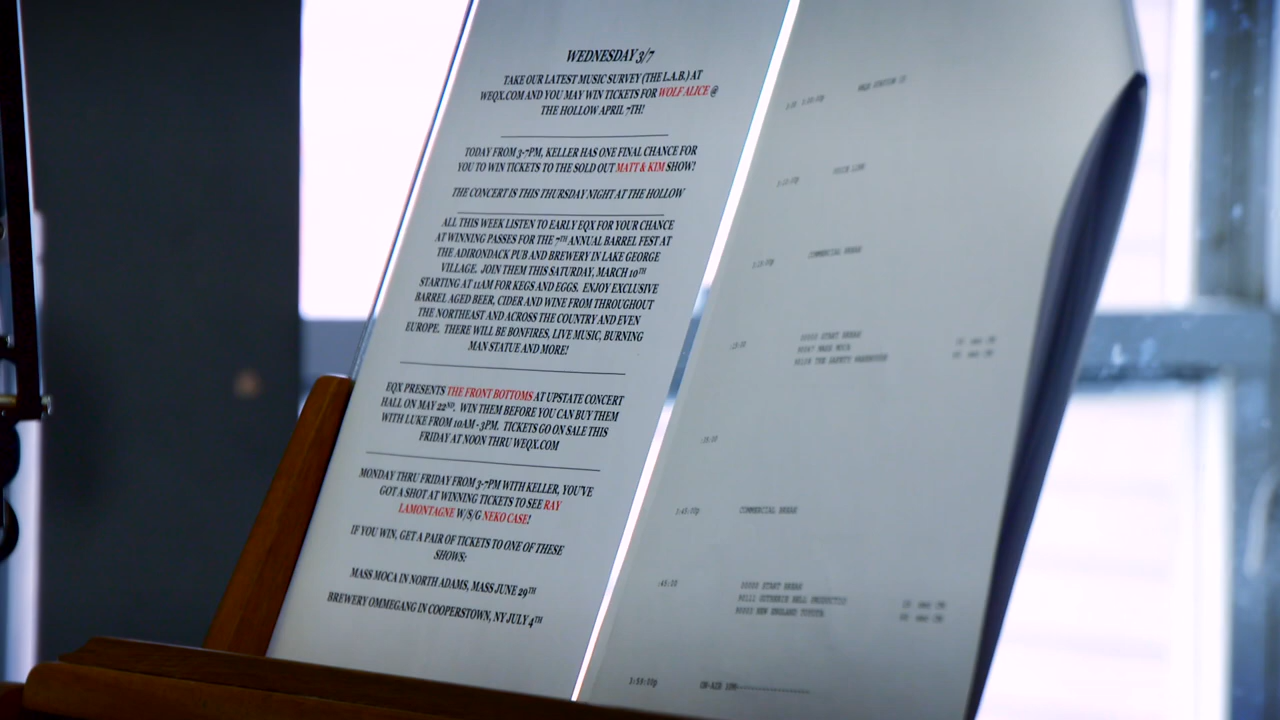 WEDNESDAY 3/7
TAKE OUR LATEST MUSIC SURVEY (THE L.A.B.) AT
WEQX.COM AND YOU MAY WIN TICKETS FOR WOLF ALICE @
THE HOLLOW APRIL 7TH!
TODAY FROM 3-7PM, KELLER HAS ONE FINAL CHANCE FOR
YOU TO WIN TICKETS TO THE SOLD OUT MATT & KIM SHOW!
THE CONCERT IS THIS THURSDAY NIGHT AT THE HOLLOW
ALL THIS WEEK LISTEN TO EARLY EQX FOR YOUR CHANCE
AT WINNING PASSES FOR THE 7TH ANNUAL BARREL FEST AT
THE ADIRONDACK PUB AND BREWERY IN LAKE GEORGE
VILLAGE. JOIN THEM THIS SATURDAY, MARCH 10TH
STARTING AT 11AM FOR KEGS AND EGGS. ENJOY EXCLUSIVE
BARREL AGED BEER, CIDER AND WINE FROM THROUGHOUT
THE NORTHEAST AND ACROSS THE COUNTRY AND EVEN
EUROPE. THERE WILL BE BONFIRES, LIVE MUSIC, BURNING
MAN STATUE AND MORE!
EQX PRESENTS THE FRONT BOTTOMS AT UPSTATE CONCERT
HALL ON MAY 22ND. WIN THEM BEFORE YOU CAN BUY THEM
WITH LUKE FROM 10AM - 3PM. TICKETS GO ON SALE THIS
FRIDAY AT NOON THRU WEQX.COM
MONDAY THRU FRIDAY FROM 3-7PM WITH KELLER, YOU'VE
GOT A SHOT AT WINNING TICKETS TO SEE RAY
LAMONTAGNE W/S/G NEKO CASE!
IF YOU WIN, GET A PAIR OF TICKETS TO ONE OF THESE
SHOWS:
MASS MOCA IN NORTH ADAMS, MASS JUNE 29TH
BREWERY OMMEGANG IN COOPERSTOWN, NY JULY 4TH
COMMERCIAL BREAK
START BREAK
MASS MOCA
COMMERCIAL BREAK
START BREAK
NEW ENGLAND TOYOTA